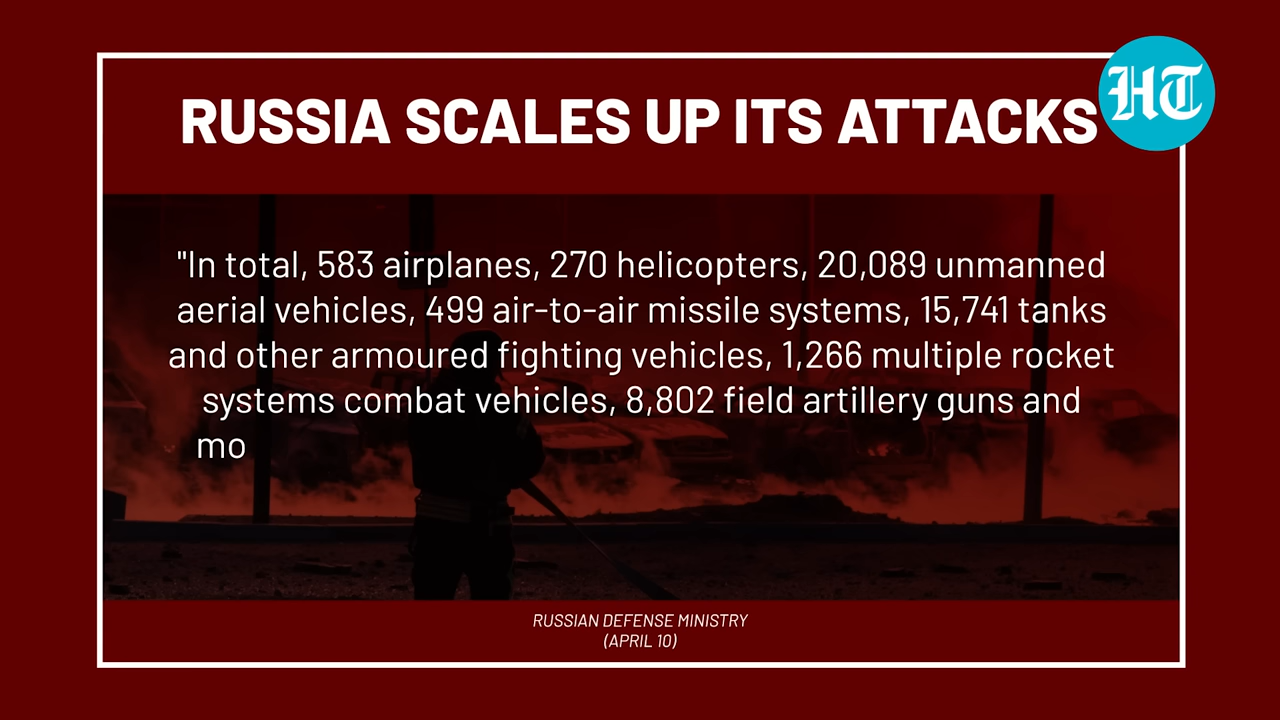 RUSSIA SCALES UP ITS ATTACKS
HT
"In total, 583 airplanes, 270 helicopters, 20,089 unmanned
aerial vehicles, 499 air-to-air missile systems, 15,741 tanks
and other armoured fighting vehicles, 1,266 multiple rocket
systems combat vehicles, 8,802 field artillery guns and
mo
RUSSIAN DEFENSE MINISTRY
(APRIL 10)